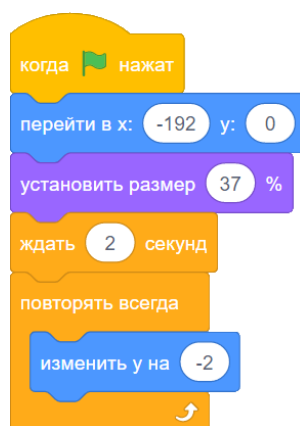 когда нажат
перейти в x: -192 y: 0
установить размер 37 %
ждать 2 секунд
повторять всегда
изменить y на -2